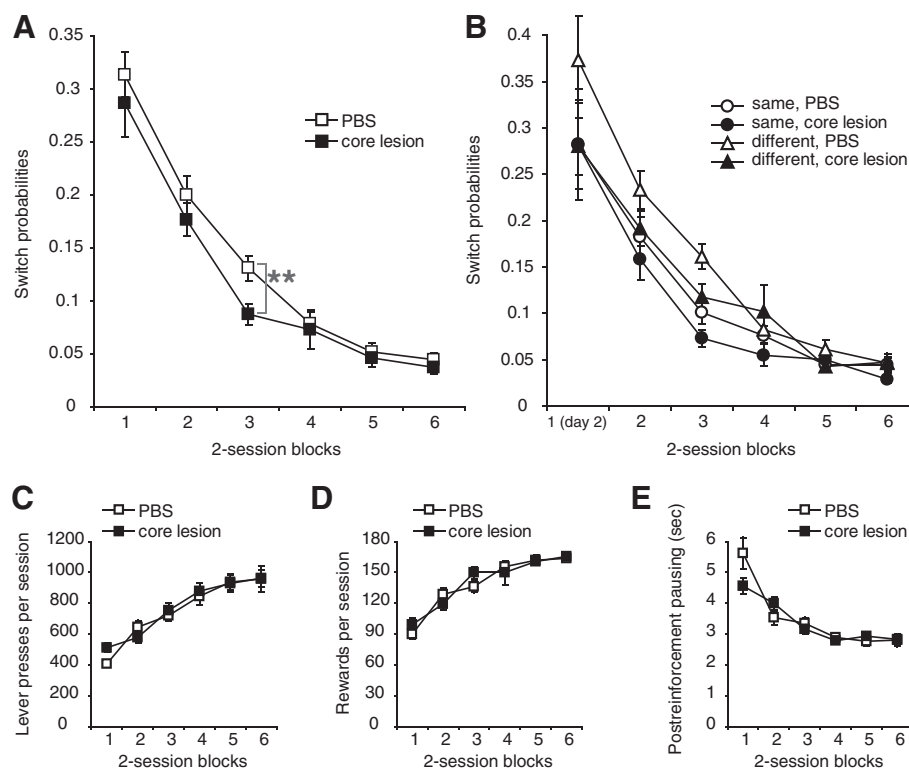 A
Switch probabilities
0.35
0.3
0.25
0.2
0.15
0.1
0.05
0
PBS
core lesion
**
1 2 3 4 5 6
2-session blocks
B
Switch probabilities
0.4
0.35
0.3
0.25
0.2
0.15
0.1
0.05
0
same, PBS
same, core lesion
different, PBS
different, core lesion
1 (day 2) 2 3 4 5 6
2-session blocks
C
PBS
core lesion
Lever presses per session
1200
1000
800
600
400
200
0
1 2 3 4 5 6
2-session blocks
D
PBS
core lesion
Rewards per session
180
150
120
90
60
30
0
1 2 3 4 5 6
2-session blocks
E
PBS
core lesion
Postreinforcement pausing (sec)
6
5
4
3
2
1
0
1 2 3 4 5 6
2-session blocks